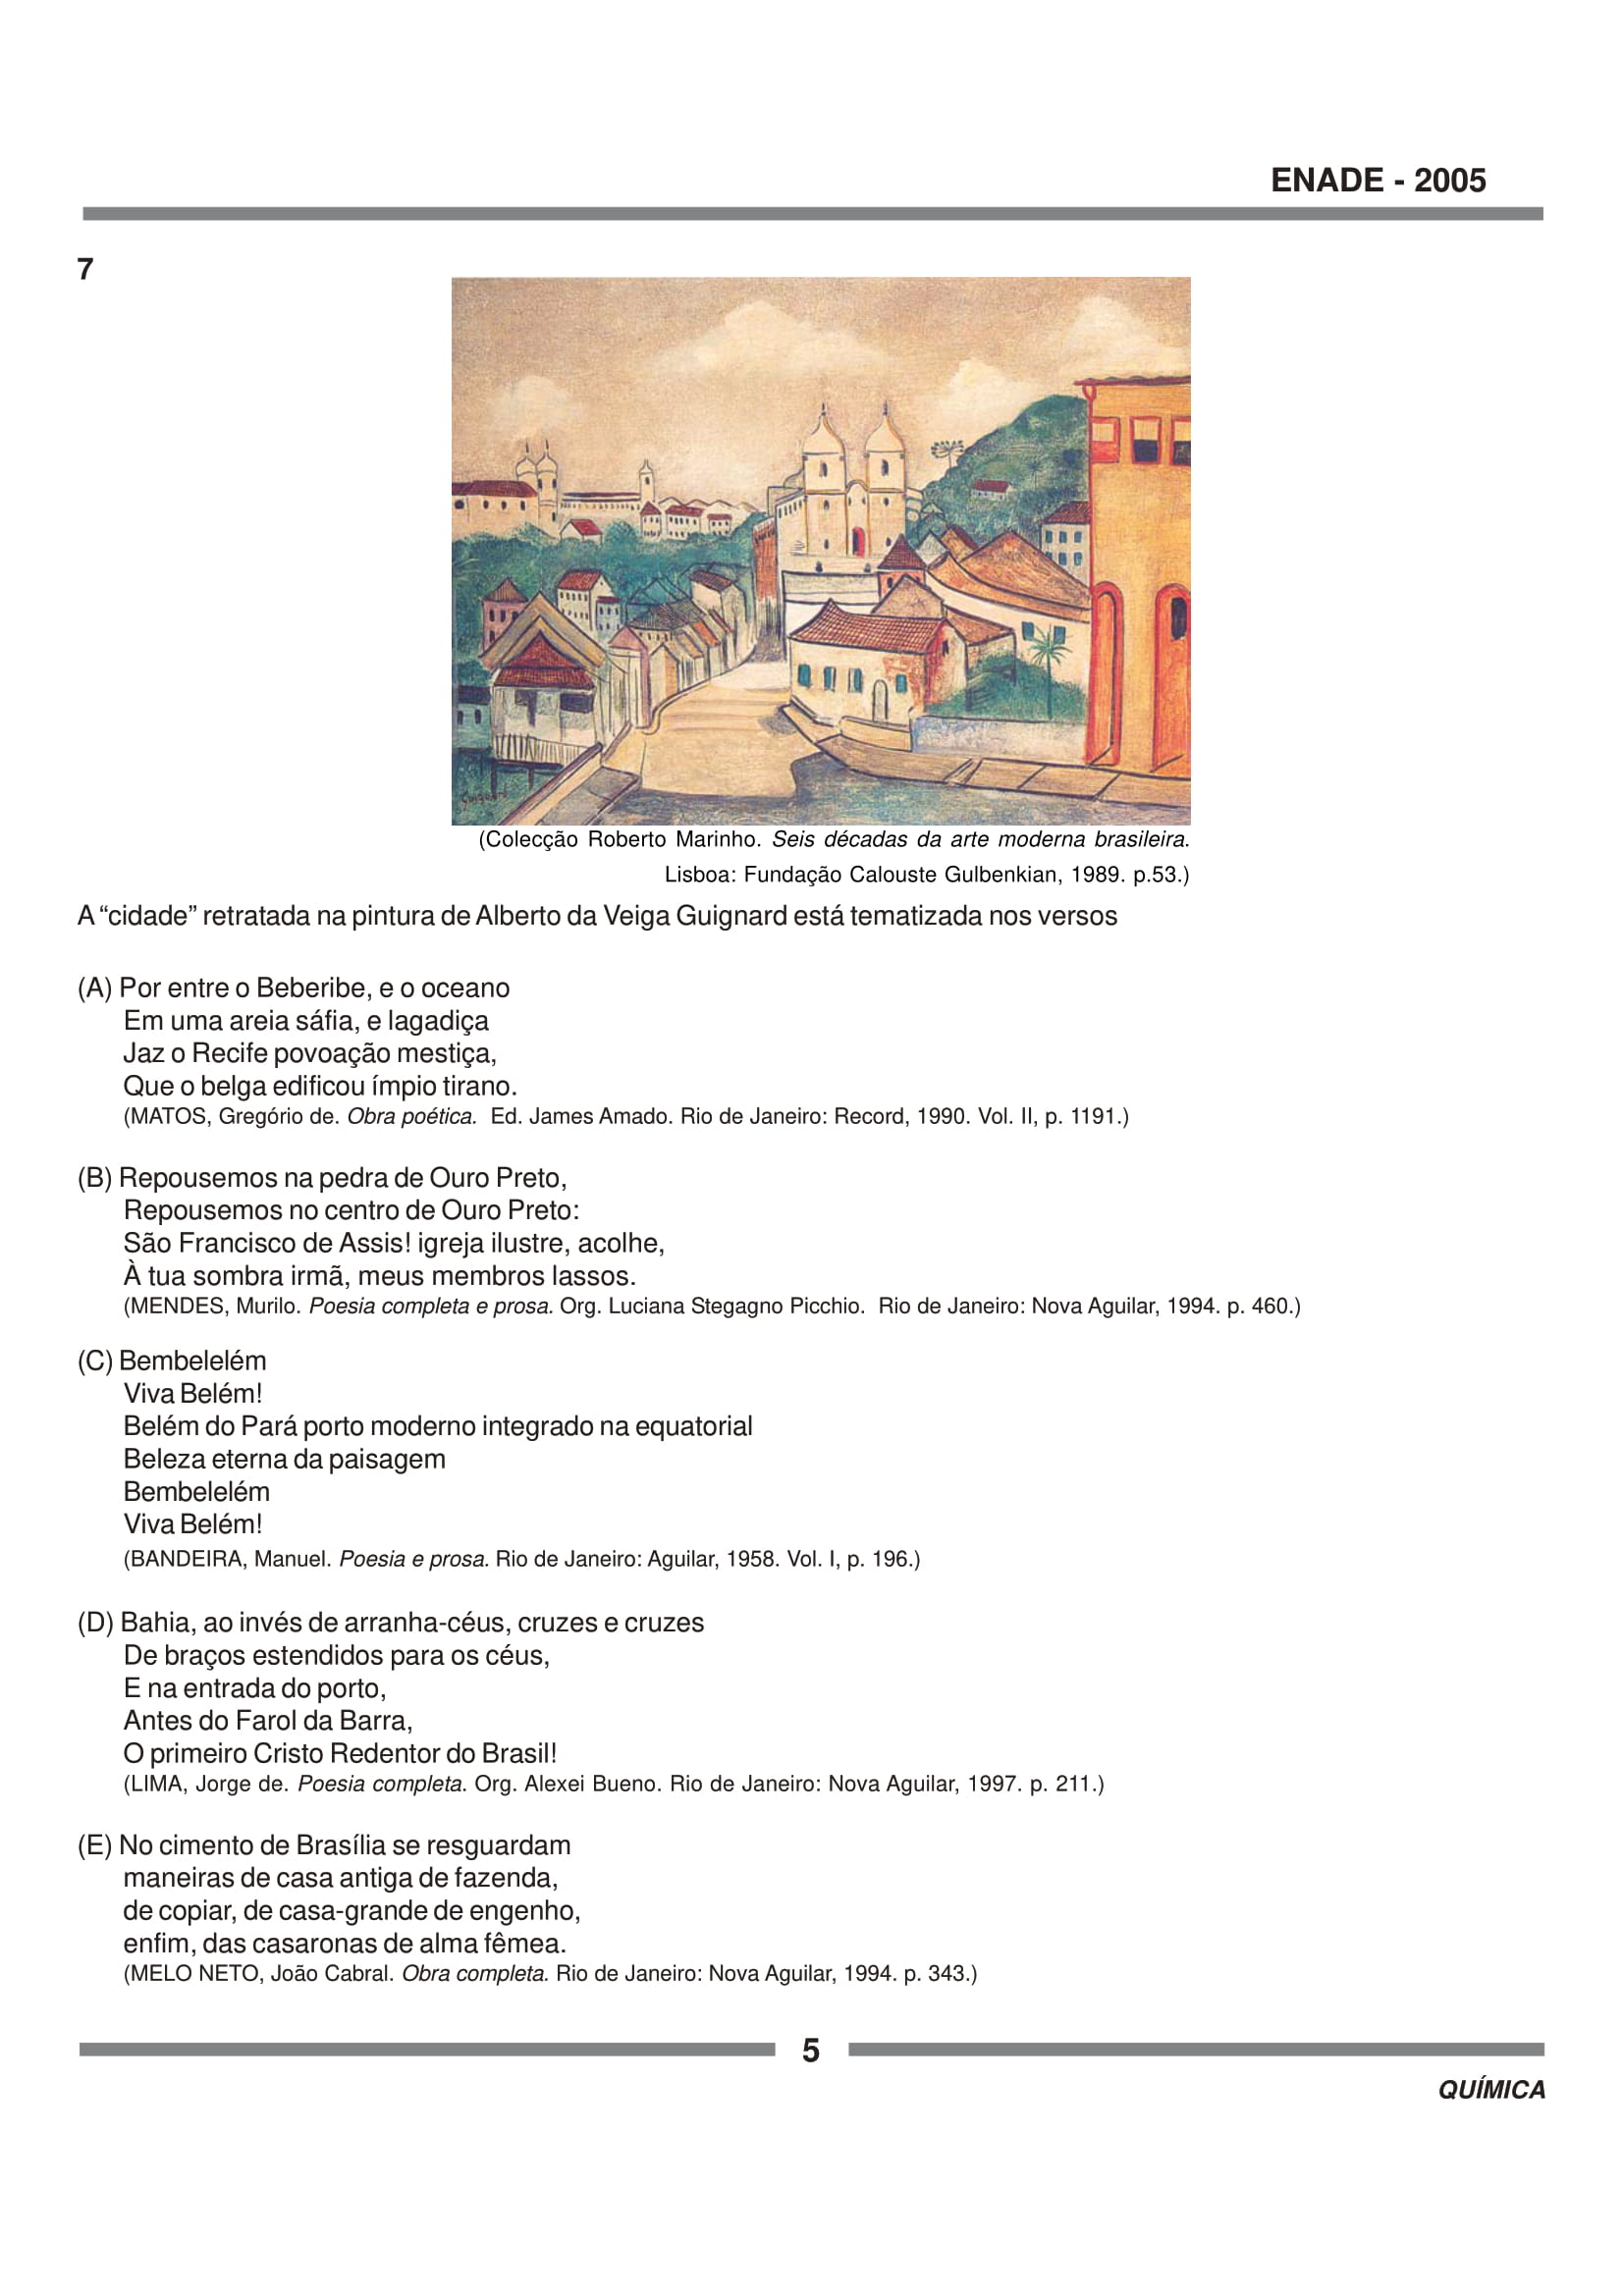 ENADE - 2005
7
Guignard
(Colecção Roberto Marinho. Seis décadas da arte moderna brasileira.
Lisboa: Fundação Calouste Gulbenkian, 1989. p.53.)
A “cidade” retratada na pintura de Alberto da Veiga Guignard está tematizada nos versos
(A) Por entre o Beberibe, e o oceano
Em uma areia sáfia, e lagadiça
Jaz o Recife povoação mestiça,
Que o belga edificou ímpio tirano.
(MATOS, Gregório de. Obra poética. Ed. James Amado. Rio de Janeiro: Record, 1990. Vol. II, p. 1191.)
(B) Repousemos na pedra de Ouro Preto,
Repousemos no centro de Ouro Preto:
São Francisco de Assis! igreja ilustre, acolhe,
À tua sombra irmã, meus membros lassos.
(MENDES, Murilo. Poesia completa e prosa. Org. Luciana Stegagno Picchio. Rio de Janeiro: Nova Aguilar, 1994. p. 460.)
(C) Bembelelém
Viva Belém!
Belém do Pará porto moderno integrado na equatorial
Beleza eterna da paisagem
Bembelelém
Viva Belém!
(BANDEIRA, Manuel. Poesia e prosa. Rio de Janeiro: Aguilar, 1958. Vol. I, p. 196.)
(D) Bahia, ao invés de arranha-céus, cruzes e cruzes
De braços estendidos para os céus,
E na entrada do porto,
Antes do Farol da Barra,
O primeiro Cristo Redentor do Brasil!
(LIMA, Jorge de. Poesia completa. Org. Alexei Bueno. Rio de Janeiro: Nova Aguilar, 1997. p. 211.)
(E) No cimento de Brasília se resguardam
maneiras de casa antiga de fazenda,
de copiar, de casa-grande de engenho,
enfim, das casaronas de alma fêmea.
(MELO NETO, João Cabral. Obra completa. Rio de Janeiro: Nova Aguilar, 1994. p. 343.)
5
QUÍMICA